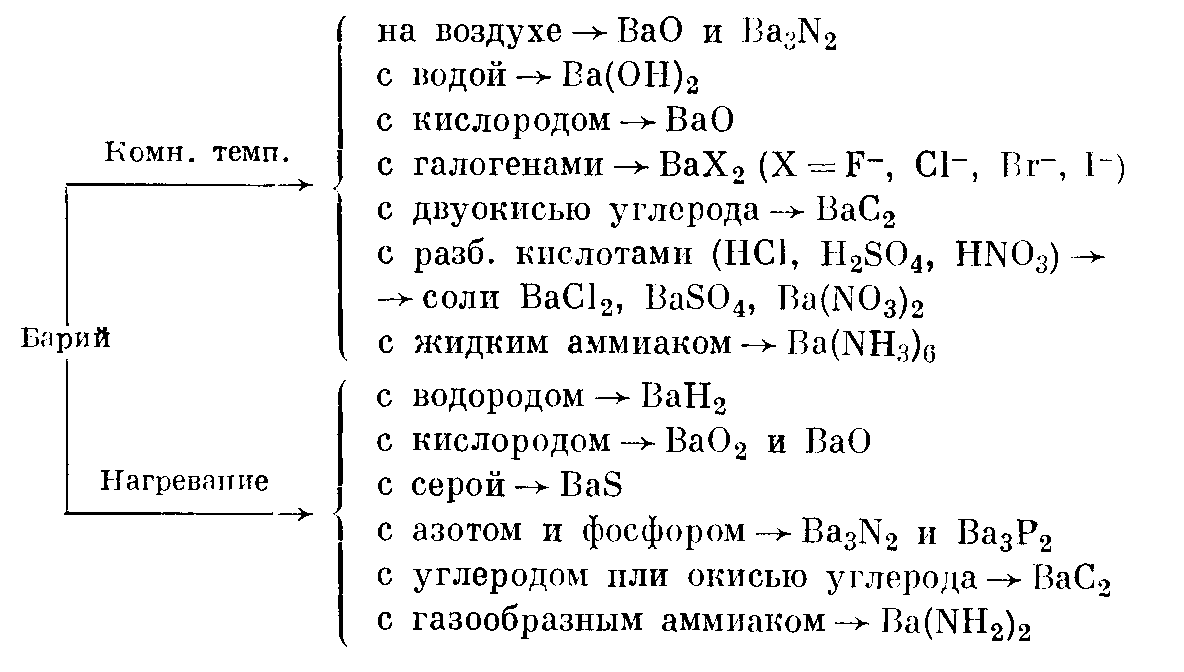 на воздухе → BaO и Ba₃N₂
с водой → Ba(OH)₂
с кислородом → BaO
Комн. темп.
с галогенами → BaX₂ (X = F⁻, Cl⁻, Br⁻, I⁻)
с двуокисью углерода → BaC₂
с разб. кислотами (HCl, H₂SO₄, HNO₃) →
→ соли BaCl₂, BaSO₄, Ba(NO₃)₂
Барий
с жидким аммиаком → Ba(NH₃)₆
с водородом → BaH₂
с кислородом → BaO₂ и BaO
Нагревание
с серой → BaS
с азотом и фосфором → Ba₃N₂ и Ba₃P₂
с углеродом или окисью углерода → BaC₂
с газообразным аммиаком → Ba(NH₂)₂